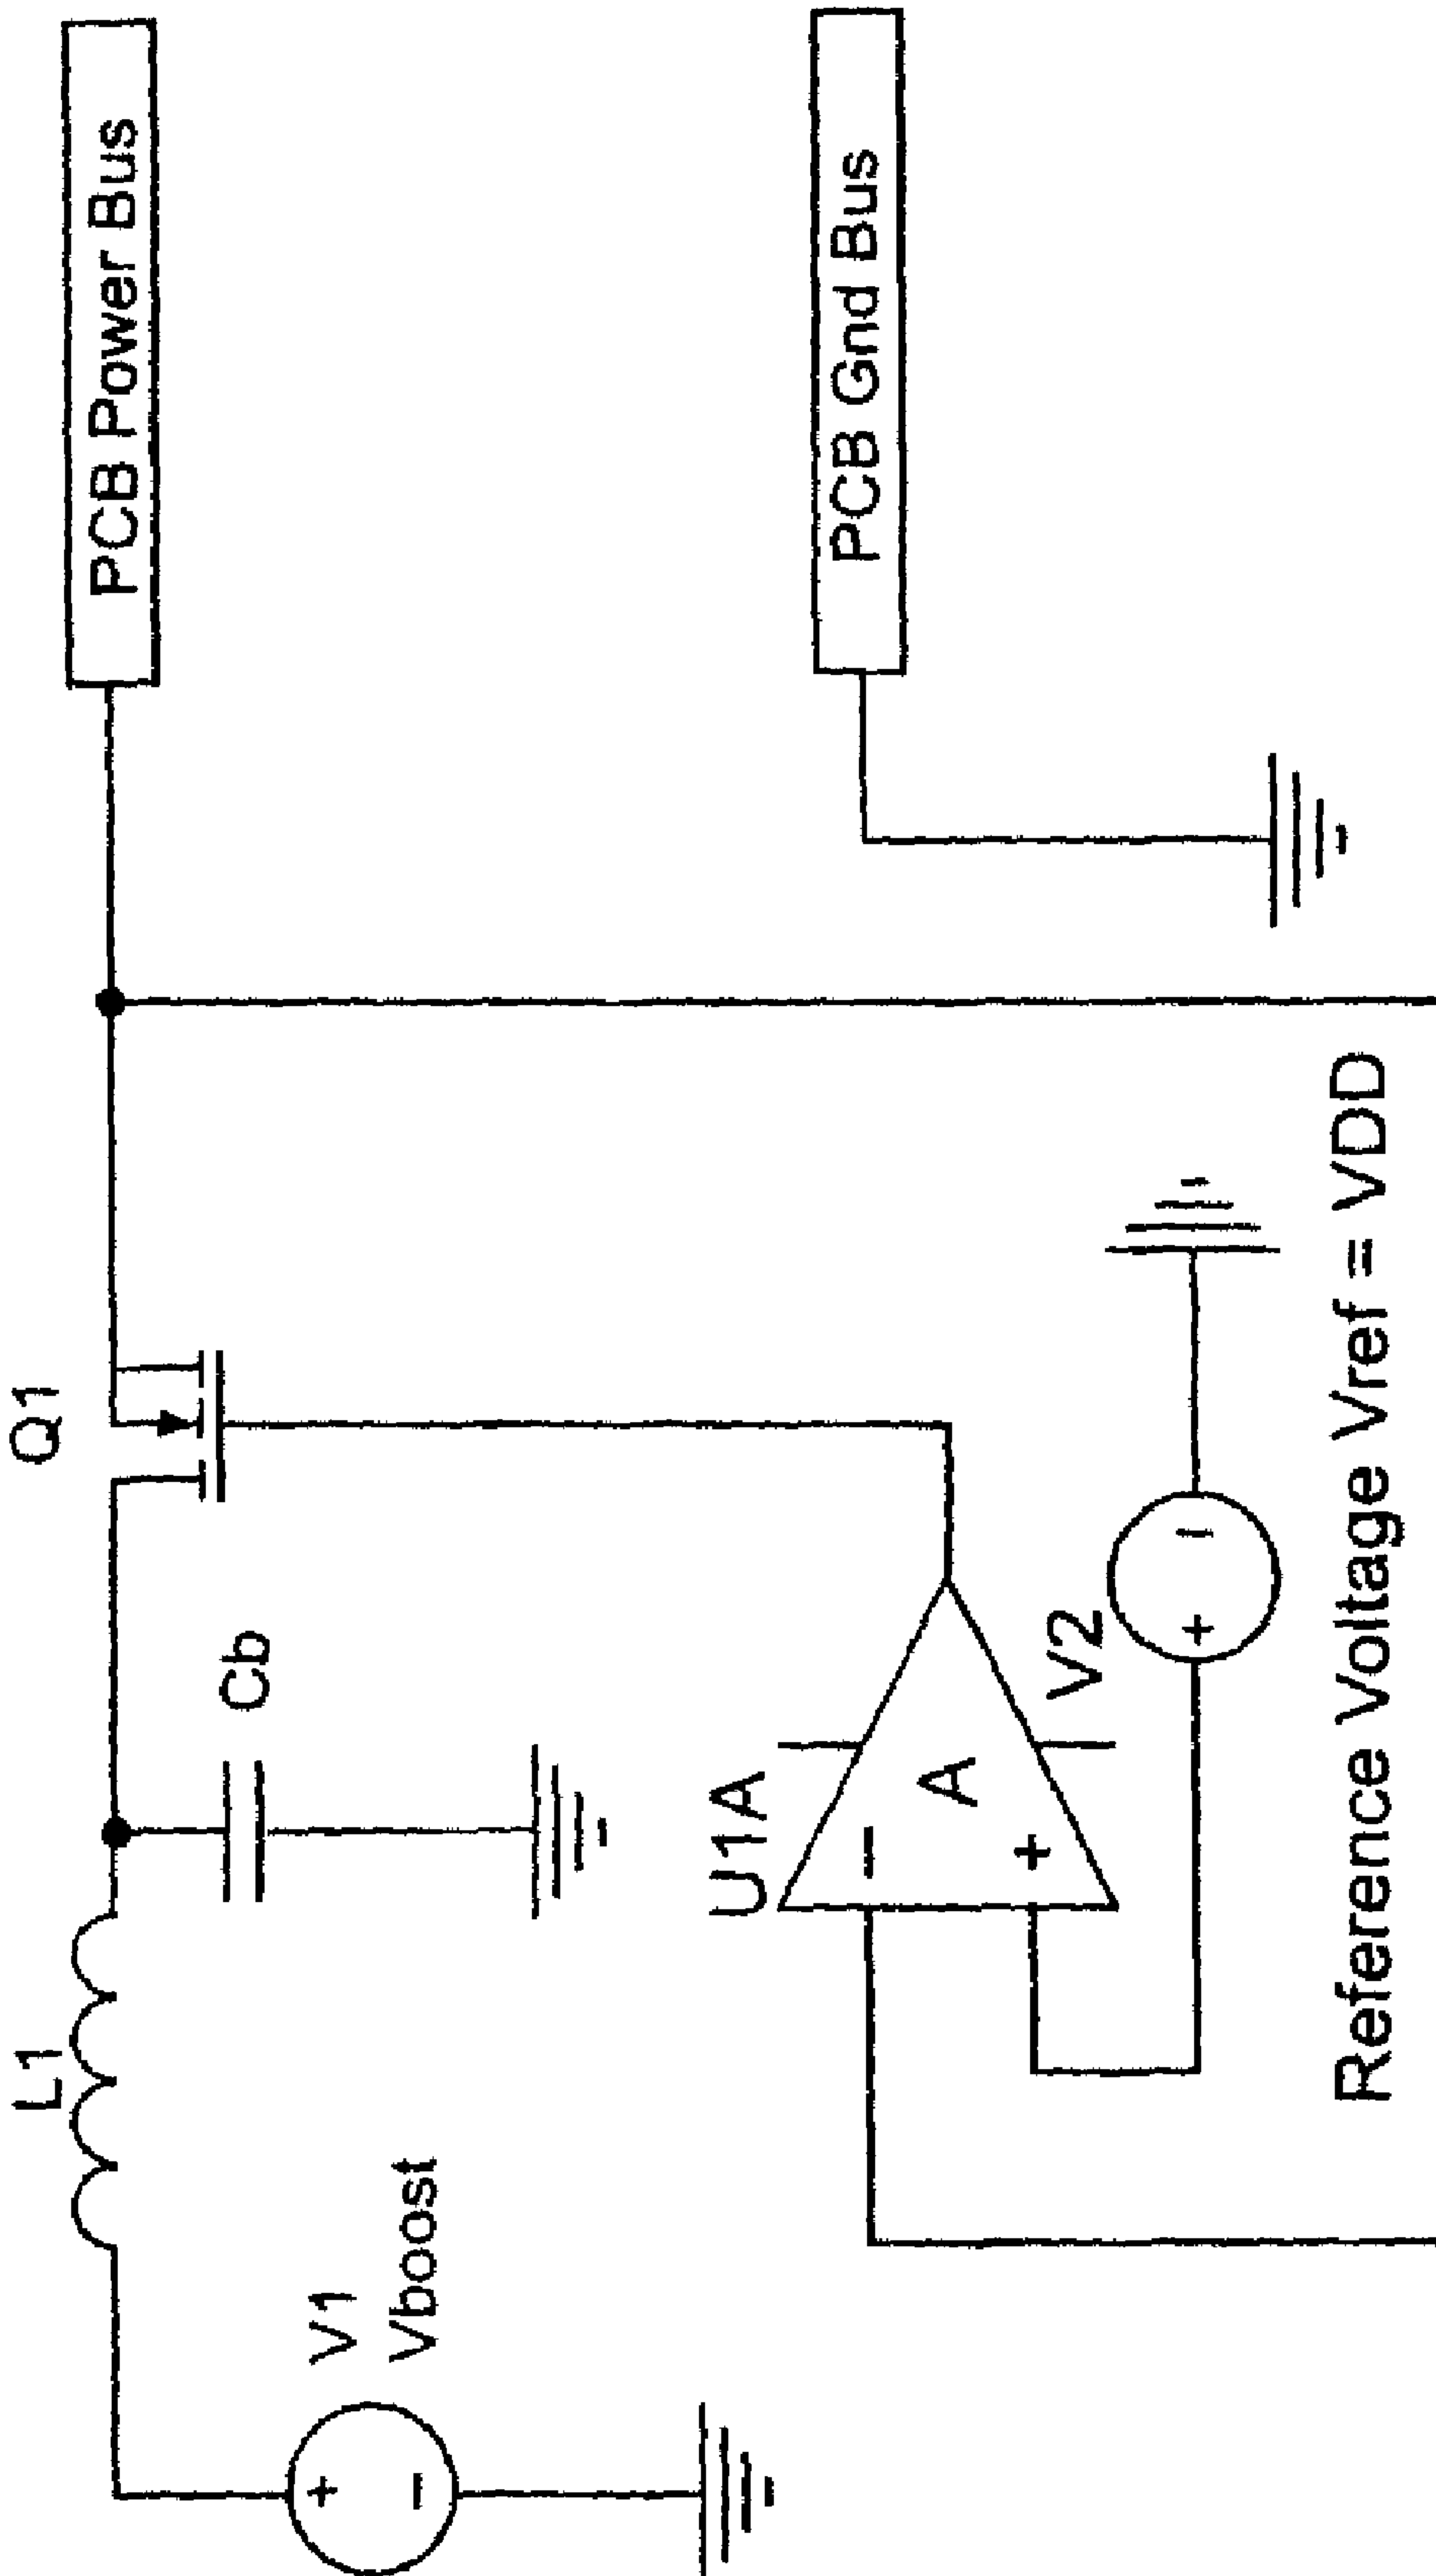 Q1
L1
PCB Power Bus
Cb
V1
Vboost
+
-
U1A
-
A
+
PCB Gnd Bus
V2
+
-
Reference Voltage Vref = VDD